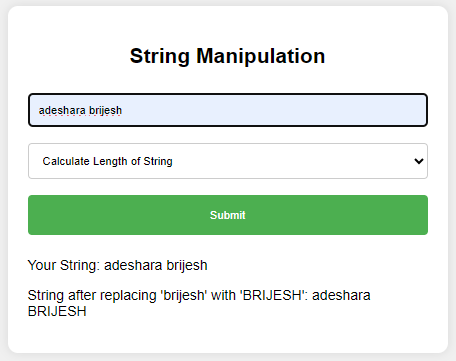 String Manipulation
adeshara brijesh
Calculate Length of String
Submit
Your String: adeshara brijesh
String after replacing 'brijesh' with 'BRIJESH': adeshara
BRIJESH